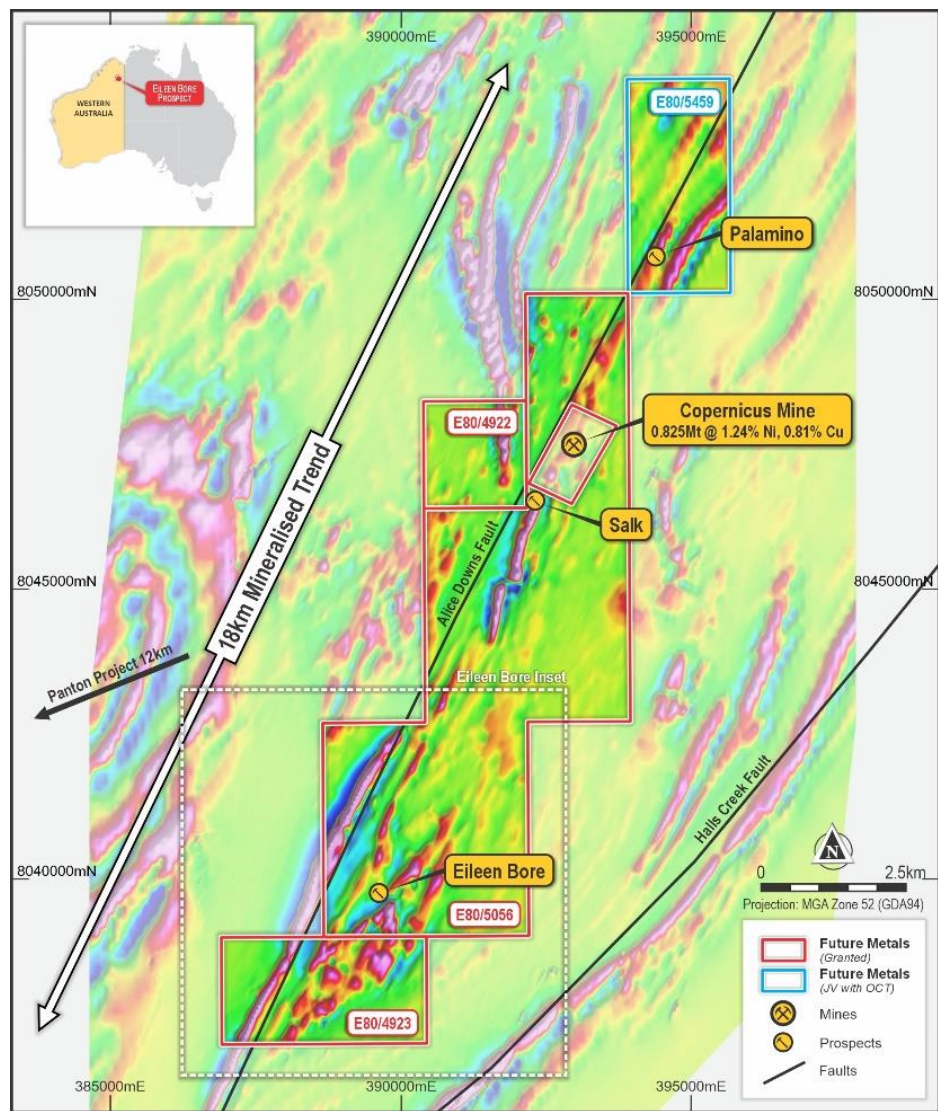 390000mE
395000mE
WESTERN
AUSTRALIA
EILEEN BORE
PROSPECT
E80/5459
Palamino
8050000mN
8050000mN
E80/4922
Copernicus Mine
0.825Mt @ 1.24% Ni, 0.81% Cu
Salk
18km Mineralised Trend
Alice Downs Fault
8045000mN
8045000mN
Panton Project 12km
Eileen Bore Inset
Halls Creek Fault
N
8040000mN
Eileen Bore
0
2.5km
Projection: MGA Zone 52 (GDA94)
E80/5056
E80/4923
Future Metals
(Granted)
Future Metals
(JV with OCT)
Mines
Prospects
Faults
385000mE
390000mE
395000mE